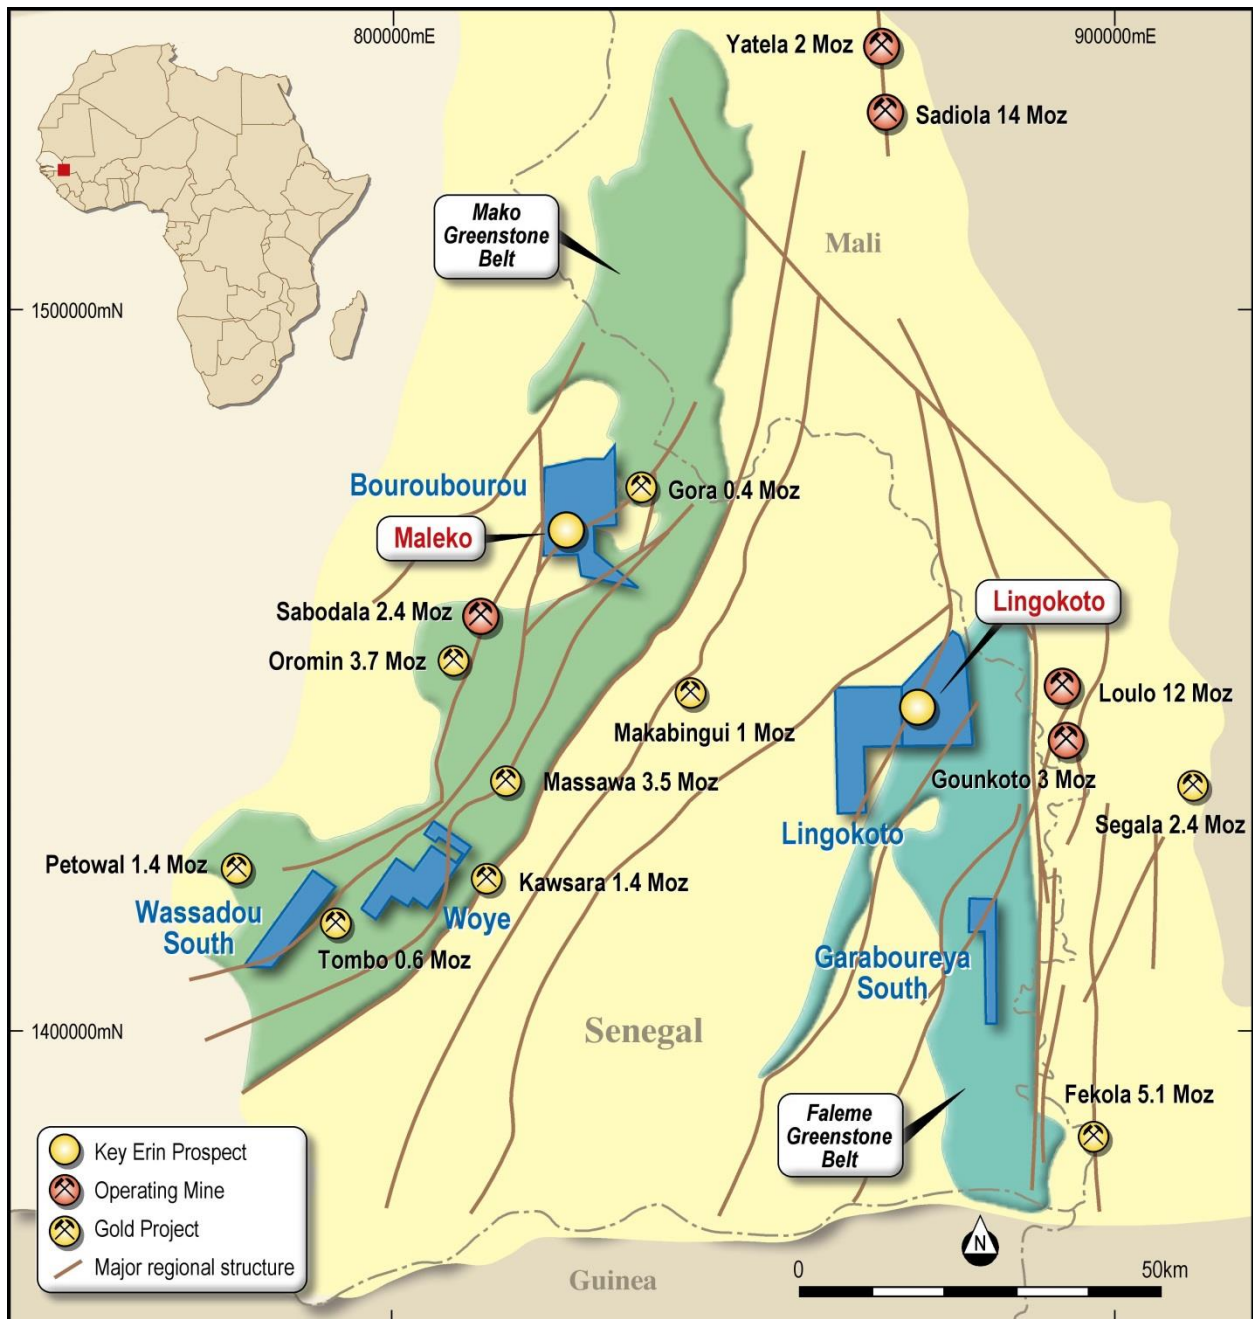 800000mE
900000mE
Yatela 2 Moz
Sadiola 14 Moz
Mako
Greenstone
Belt
Mali
1500000mN
Bouroubourou
Gora 0.4 Moz
Maleko
Lingokoto
Sabodala 2.4 Moz
Oromin 3.7 Moz
Loulo 12 Moz
Makabingui 1 Moz
Massawa 3.5 Moz
Gounkoto 3 Moz
Segala 2.4 Moz
Lingokoto
Petowal 1.4 Moz
Kawsara 1.4 Moz
Wassadou
South
Woye
Tombo 0.6 Moz
Garaboureya
South
1400000mN
Senegal
Fekola 5.1 Moz
Faleme
Greenstone
Belt
Key Erin Prospect
Operating Mine
Gold Project
Major regional structure
N
0
50km
Guinea